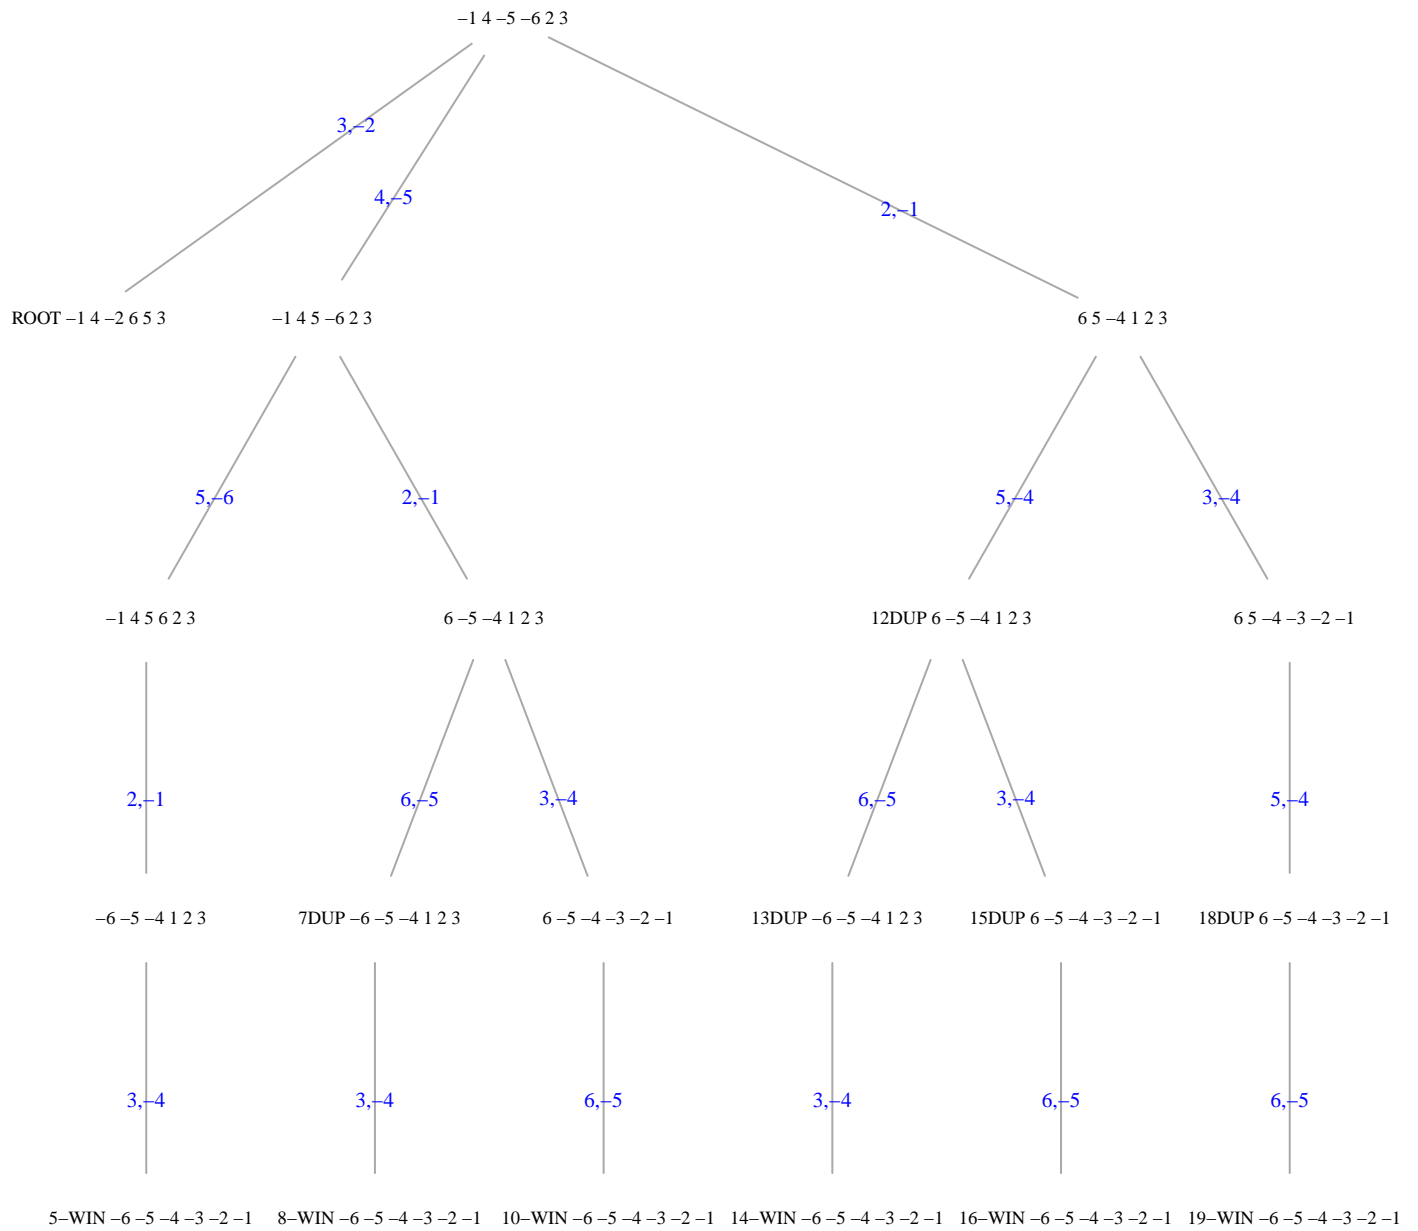 –1 4 –5 –6 2 3
3,–2
4,–5
2,–1
ROOT –1 4 –2 6 5 3
–1 4 5 –6 2 3
6 5 –4 1 2 3
5,–6
2,–1
5,–4
3,–4
–1 4 5 6 2 3
6 –5 –4 1 2 3
12DUP 6 –5 –4 1 2 3
6 5 –4 –3 –2 –1
2,–1
6,–5
3,–4
6,–5
3,–4
5,–4
–6 –5 –4 1 2 3
7DUP –6 –5 –4 1 2 3
6 –5 –4 –3 –2 –1
13DUP –6 –5 –4 1 2 3
15DUP 6 –5 –4 –3 –2 –1
18DUP 6 –5 –4 –3 –2 –1
3,–4
3,–4
6,–5
3,–4
6,–5
6,–5
5–WIN –6 –5 –4 –3 –2 –1
8–WIN –6 –5 –4 –3 –2 –1
10–WIN –6 –5 –4 –3 –2 –1
14–WIN –6 –5 –4 –3 –2 –1
16–WIN –6 –5 –4 –3 –2 –1
19–WIN –6 –5 –4 –3 –2 –1